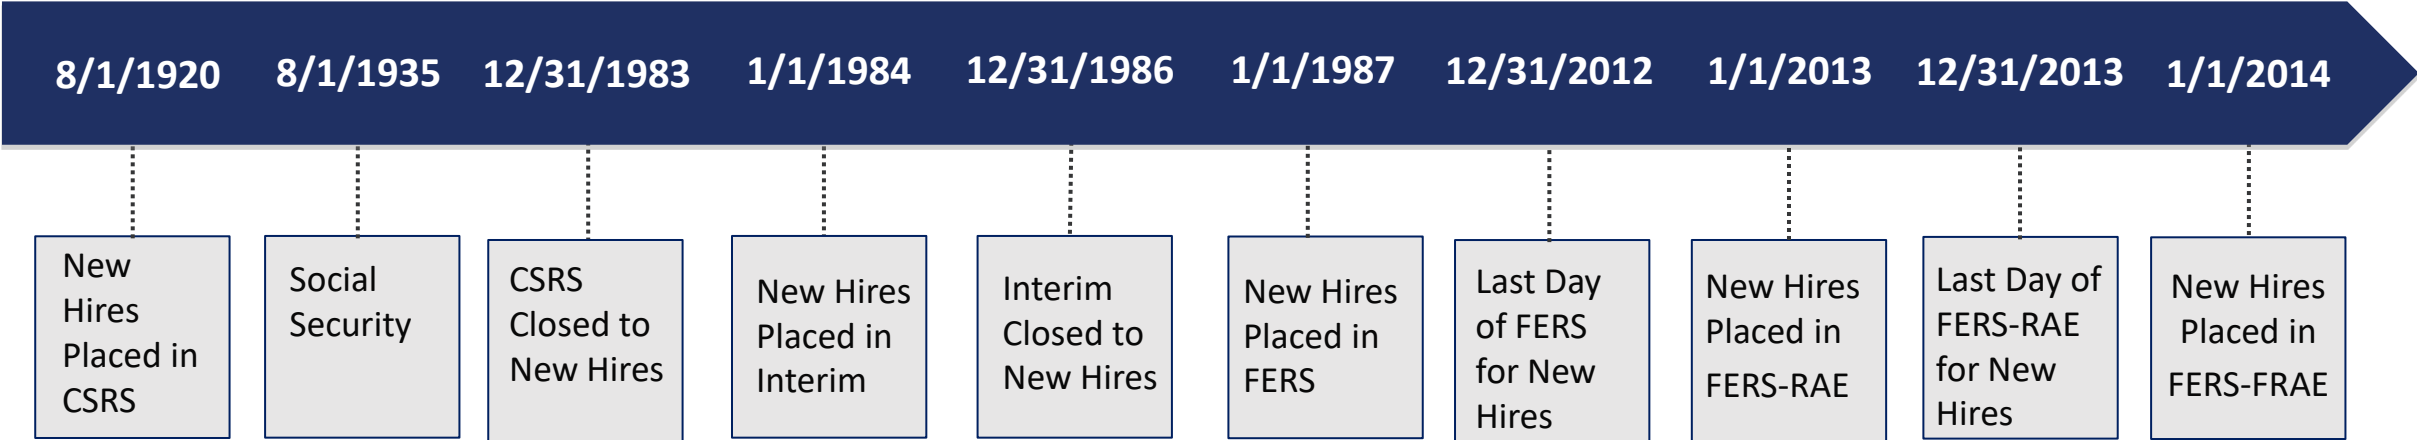 8/1/1920 8/1/1935 12/31/1983 1/1/1984 12/31/1986 1/1/1987 12/31/2012 1/1/2013 12/31/2013 1/1/2014
New
Hires
Placed in
CSRS
Social
Security
CSRS
Closed to
New Hires
New Hires
Placed in
Interim
Interim
Closed to
New Hires
New Hires
Placed in
FERS
Last Day
of FERS
for New
Hires
New Hires
Placed in
FERS-RAE
Last Day of
FERS-RAE
for New
Hires
New Hires
Placed in
FERS-FRAE